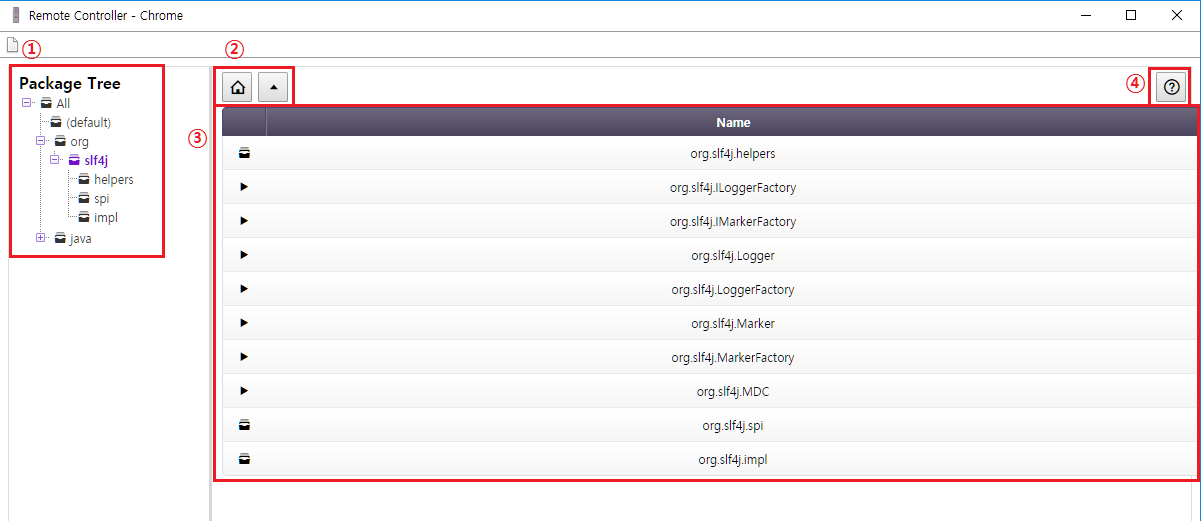 Remote Controller - Chrome
①
②
Package Tree
④
All
(default)
org
slf4j
helpers
spi
impl
java
③
Name
org.slf4j.helpers
org.slf4j.ILoggerFactory
org.slf4j.IMarkerFactory
org.slf4j.Logger
org.slf4j.LoggerFactory
org.slf4j.Marker
org.slf4j.MarkerFactory
org.slf4j.MDC
org.slf4j.spi
org.slf4j.impl